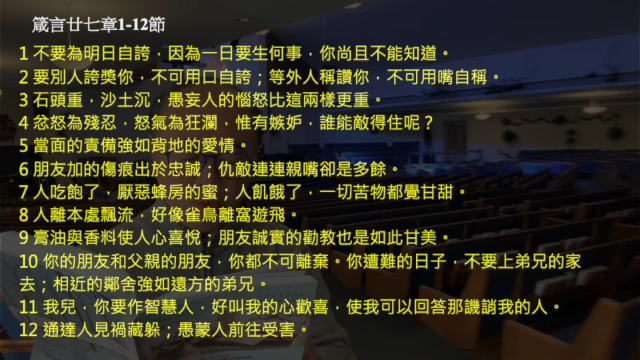 箴言廿七章1-12節
1 不要為明日自誇，因為一日要生何事，你尚且不能知道。
2 要別人誇獎你，不可用口自誇；等外人稱讚你，不可用嘴自稱。
3 石頭重，沙土沉，愚妄人的惱怒比這兩樣更重。
4 忿怒為殘忍，怒氣為狂瀾，惟有嫉妒，誰能敵得住呢？
5 當面的責備強如背地的愛情。
6 朋友加的傷痕出於忠誠；仇敵連連親嘴卻是多餘。
7 人吃飽了，厭惡蜂房的蜜；人飢餓了，一切苦物都覺甘甜。
8 人離本處飄流，好像雀鳥離窩遊飛。
9 膏油與香料使人心喜悅；朋友誠實的勸教也是如此甘美。
10 你的朋友和父親的朋友，你都不可離棄。你遭難的日子，不要上弟兄的家
去；相近的鄰舍強如遠方的弟兄。
11 我兒，你要作智慧人，好叫我的心歡喜，使我可以回答那譏誚我的人。
12 通達人見禍藏躲；愚蒙人前往受害。